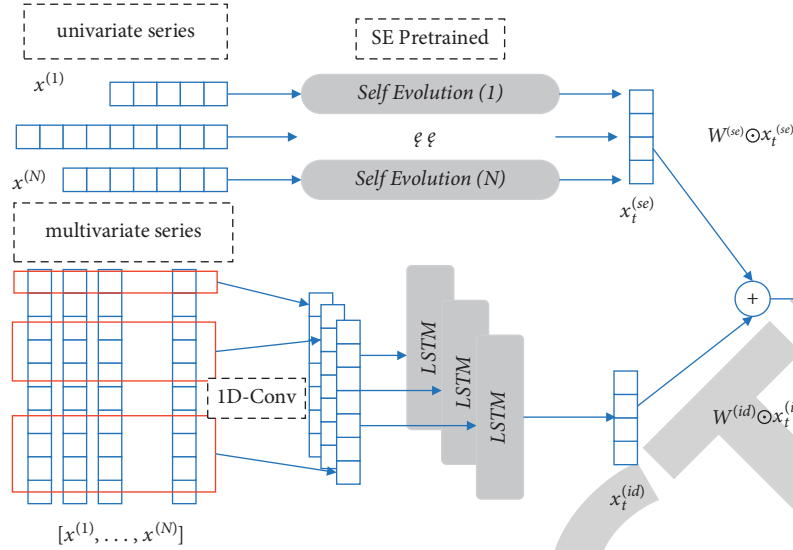 univariate series
SE Pretrained
x^(1)
Self Evolution (1)
ę ę
W^(se)⊙x_t^(se)
x^(N)
Self Evolution (N)
x_t^(se)
multivariate series
+
LSTM
LSTM
LSTM
1D-Conv
W^(id)⊙x_t^(i
x_t^(id)
[x^(1), . . . , x^(N)]